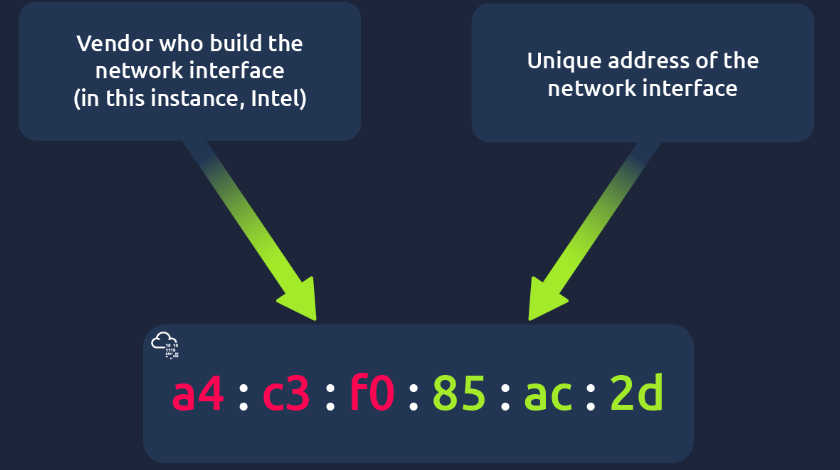 Vendor who build the
network interface
(in this instance, Intel)
Unique address of the
network interface
a4 : c3 : f0 : 85 : ac : 2d